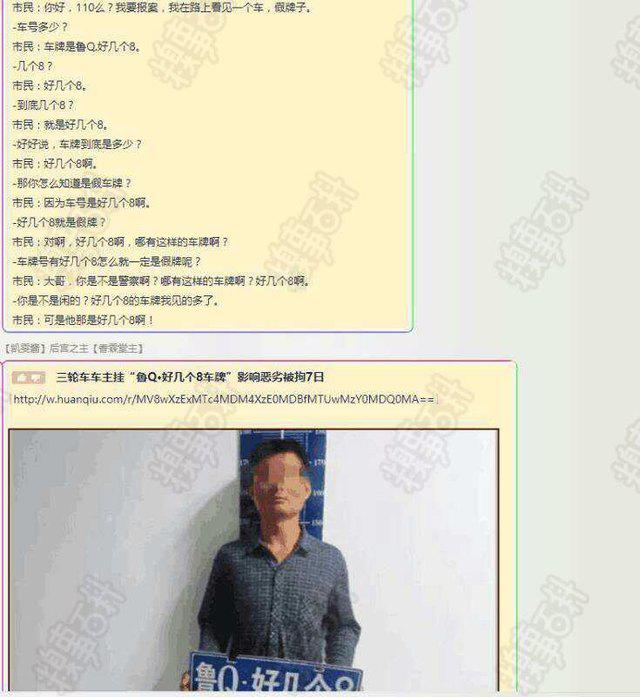 市民：你好，110么？我要报案，我在路上看见一个车，假牌子。
-车号多少？
市民：车牌是鲁Q.好几个8。
-几个8？
市民：好几个8。
-到底几个8？
市民：就是好几个8。
-好好说，车牌到底是多少？
市民：好几个8啊。
-那你怎么知道是假车牌？
市民：因为车号是好几个8啊。
-好几个8就是假牌？
市民：对啊，好几个8啊，哪有这样的车牌啊？
-车牌号有好几个8怎么就一定是假牌呢？
市民：大哥，你是不是警察啊？哪有这样的车牌啊？好几个8啊。
-你是不是闲的？好几个8的车牌我见的多了。
市民：可是他那是好几个8啊！
【凯雯酱】后宫之主【香霖堂主】
三轮车车主挂“鲁Q•好几个8车牌”影响恶劣被拘7日
http://w.huanqiu.com/r/MV8wXzExMTc4MDM4XzE0MDBfMTUwMzY0MDQ0MA==
鲁Q·好几个8
糗事百科